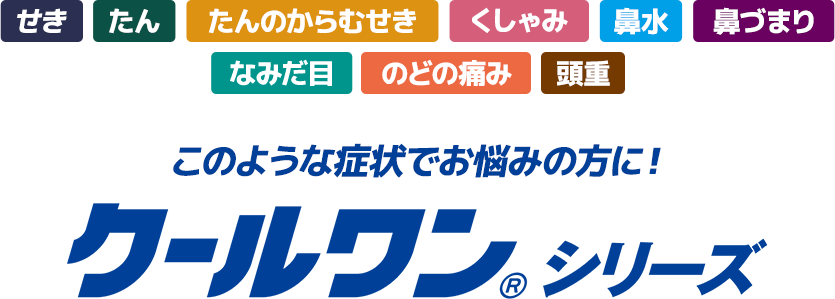 せき たん たんのからむせき くしゃみ 鼻水 鼻づまり
なみだ目 のどの痛み 頭重
このような症状でお悩みの方に!
クールワン® シリーズ